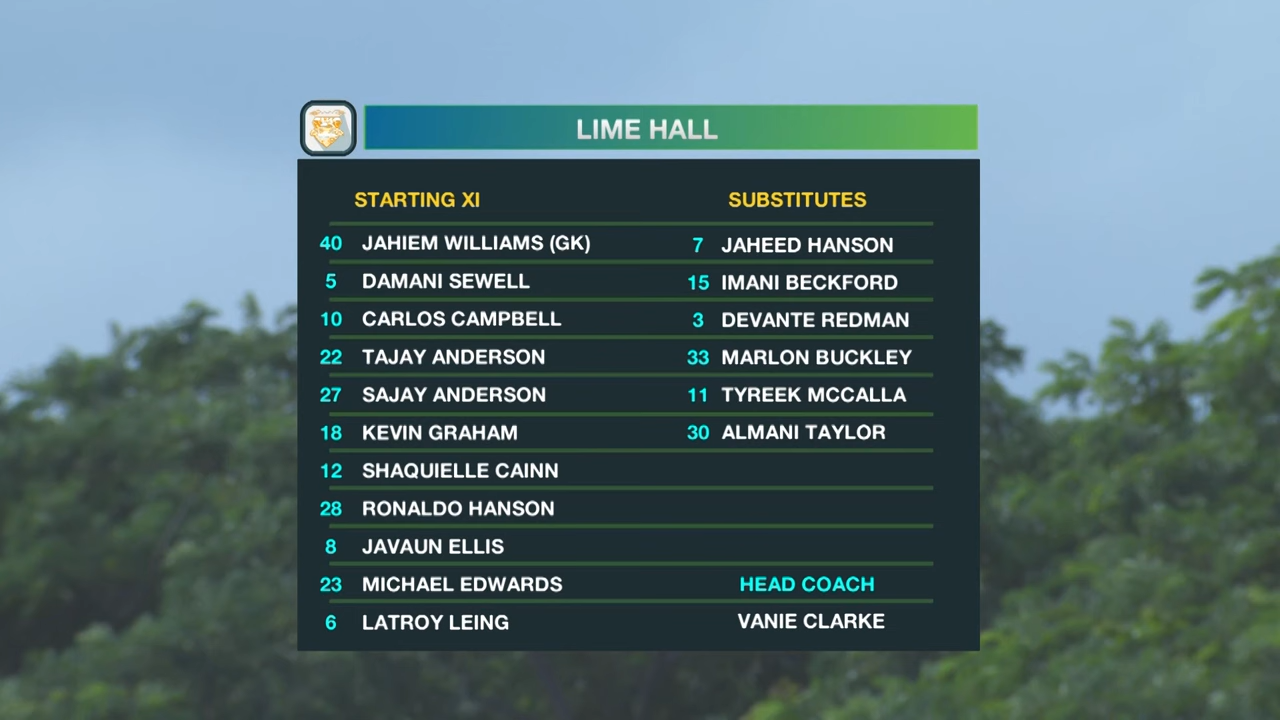 LIME HALL
STARTING XI
40 JAHIEM WILLIAMS (GK)
5 DAMANI SEWELL
10 CARLOS CAMPBELL
22 TAJAY ANDERSON
27 SAJAY ANDERSON
18 KEVIN GRAHAM
12 SHAQUIELLE CAINN
28 RONALDO HANSON
8 JAVAUN ELLIS
23 MICHAEL EDWARDS
6 LATROY LEING
SUBSTITUTES
7 JAHEED HANSON
15 IMANI BECKFORD
3 DEVANTE REDMAN
33 MARLON BUCKLEY
11 TYREEK MCCALLA
30 ALMANI TAYLOR
HEAD COACH
VANIE CLARKE